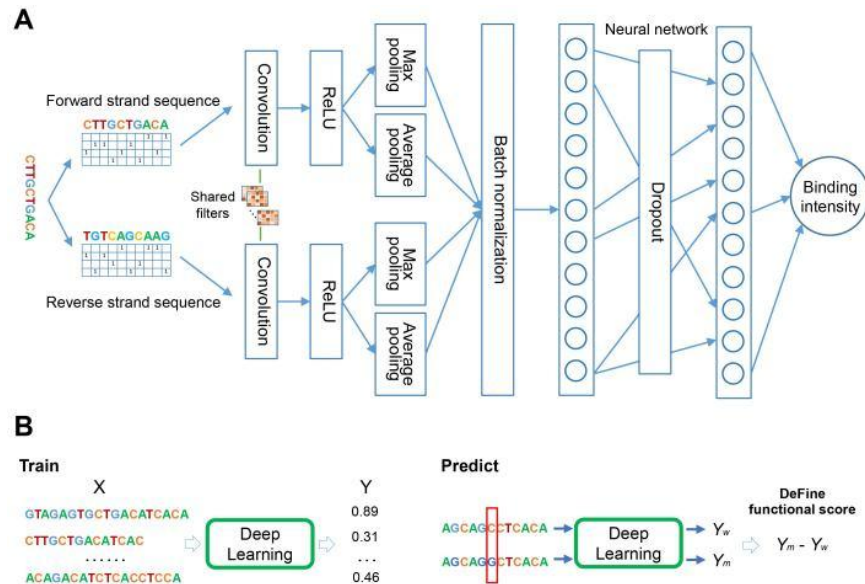 A
Forward strand sequence
CTTGCTGACA
CTTGCTGACA
TGTCAGCAAG
Reverse strand sequence
Convolution
Shared
filters
Convolution
ReLU
ReLU
Max
pooling
Average
pooling
Max
pooling
Average
pooling
Batch normalization
Neural network
Dropout
Binding
intensity
B
Train
X
Y
GTAGAGTGCTGACATCACA
0.89
CTTGCTGACATCAC
0.31
......
...
ACAGACATCTCACCTCCA
0.46
Deep
Learning
Predict
AGCAGCCTCACA
AGCAGGCTCACA
Deep
Learning
Yw
Ym
DeFine
functional score
Ym - Yw